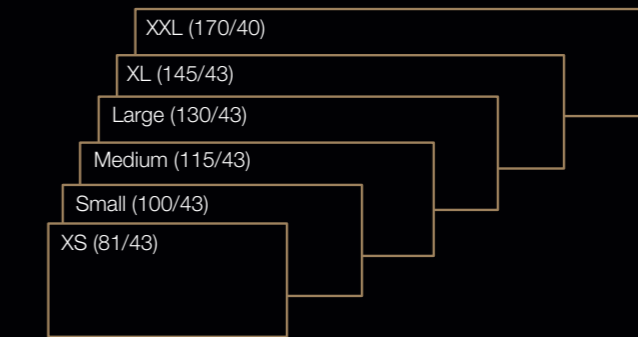 XXL (170/40)
XL (145/43)
Large (130/43)
Medium (115/43)
Small (100/43)
XS (81/43)